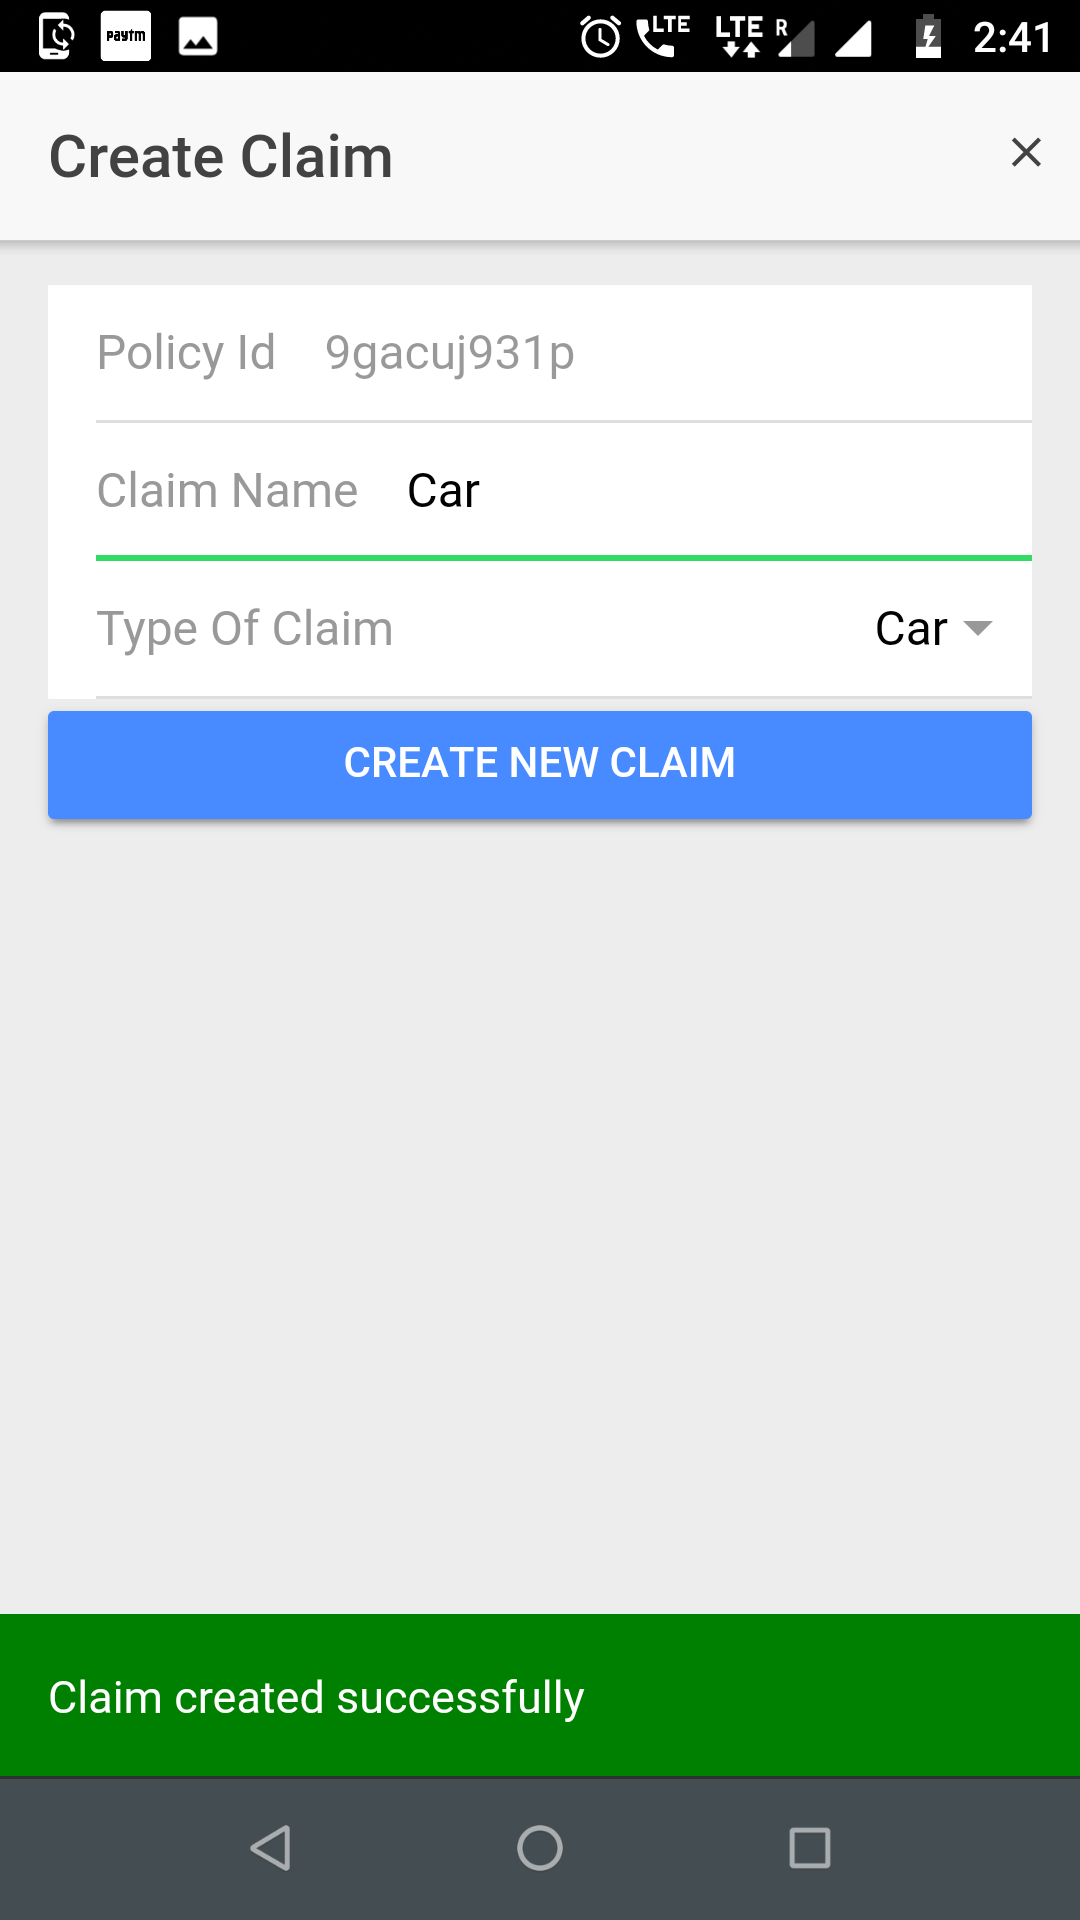 paytm LTE LTE R 2:41
Create Claim
Policy Id 9gacuj931p
Claim Name Car
Type Of Claim Car
CREATE NEW CLAIM
Claim created successfully